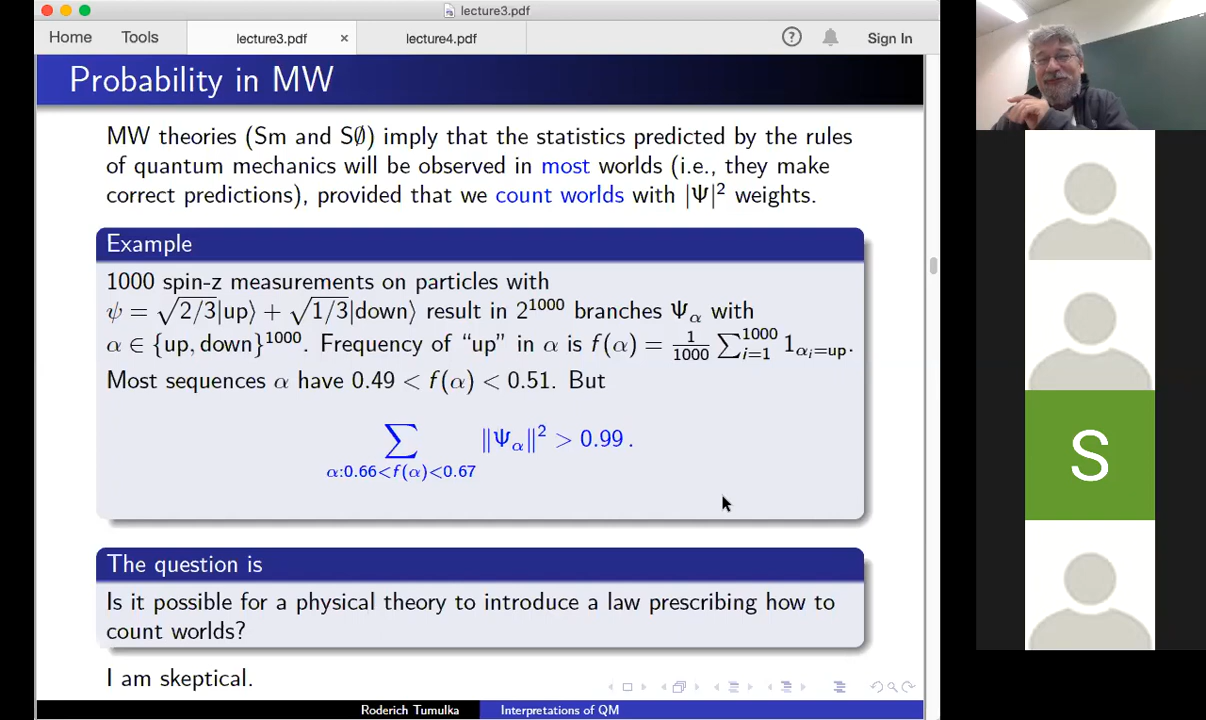 lecture3.pdf
Home Tools lecture3.pdf × lecture4.pdf ? Sign In
Probability in MW
MW theories (Sm and S∅) imply that the statistics predicted by the rules
of quantum mechanics will be observed in most worlds (i.e., they make
correct predictions), provided that we count worlds with |Ψ|² weights.
Example
1000 spin-z measurements on particles with
ψ = √2/3|up⟩ + √1/3|down⟩ result in 2¹⁰⁰⁰ branches Ψ_α with
α ∈ {up, down}¹⁰⁰⁰. Frequency of “up” in α is f(α) = 1/1000 ∑_{i=1}^{1000} 1_{α_i=up}.
Most sequences α have 0.49 < f(α) < 0.51. But
∑_{α:0.66<f(α)<0.67} ‖Ψ_α‖² > 0.99 .
The question is
Is it possible for a physical theory to introduce a law prescribing how to
count worlds?
I am skeptical.
Roderich Tumulka Interpretations of QM
S